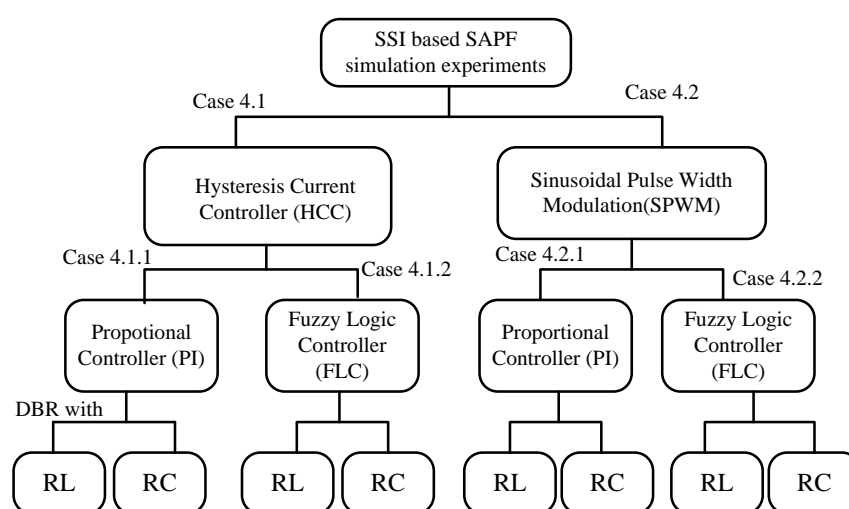 SSI based SAPF
simulation experiments
Case 4.1
Case 4.2
Hysteresis Current
Controller (HCC)
Sinusoidal Pulse Width
Modulation(SPWM)
Case 4.1.1
Case 4.1.2
Case 4.2.1
Case 4.2.2
Propotional
Controller (PI)
Fuzzy Logic
Controller
(FLC)
Proportional
Controller (PI)
Fuzzy Logic
Controller
(FLC)
DBR with
RL
RC
RL
RC
RL
RC
RL
RC